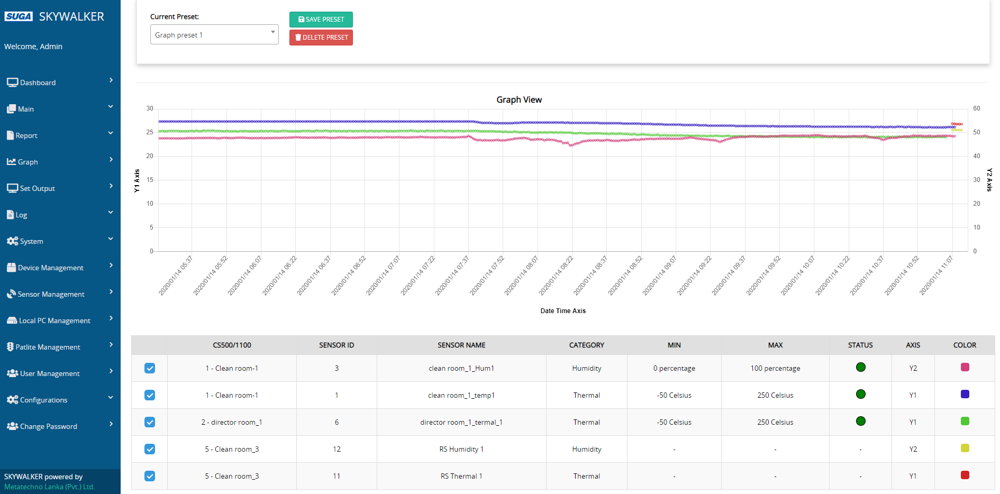 SUGA SKYWALKER
Welcome, Admin
Dashboard
Main
Report
Graph
Set Output
Log
System
Device Management
Sensor Management
Local PC Management
Patlite Management
User Management
Configurations
Change Password
SKYWALKER powered by
Metatechno Lanka (Pvt.) Ltd.
Current Preset:
Graph preset 1
SAVE PRESET
DELETE PRESET
Graph View
30
25
20
15
10
5
0
Y1 Axis
60
50
40
30
20
10
0
Y2 Axis
2020/01/14 05:37
2020/01/14 05:52
2020/01/14 06:07
2020/01/14 06:22
2020/01/14 06:37
2020/01/14 06:52
2020/01/14 07:07
2020/01/14 07:22
2020/01/14 07:37
2020/01/14 07:52
2020/01/14 08:07
2020/01/14 08:22
2020/01/14 08:37
2020/01/14 08:52
2020/01/14 09:07
2020/01/14 09:22
2020/01/14 09:37
2020/01/14 09:52
2020/01/14 10:07
2020/01/14 10:22
2020/01/14 10:37
2020/01/14 10:52
2020/01/14 11:07
Date Time Axis
CS500/1100 SENSOR ID SENSOR NAME CATEGORY MIN MAX STATUS AXIS COLOR
1 - Clean room-1 3 clean room_1_Hum1 Humidity 0 percentage 100 percentage Y2
1 - Clean room-1 1 clean room_1_temp1 Thermal -50 Celsius 250 Celsius Y1
2 - director room_1 6 director room_1_termal_1 Thermal -50 Celsius 250 Celsius Y1
5 - Clean room_3 12 RS Humidity 1 Humidity - - - Y2
5 - Clean room_3 11 RS Thermal 1 Thermal - - - Y1